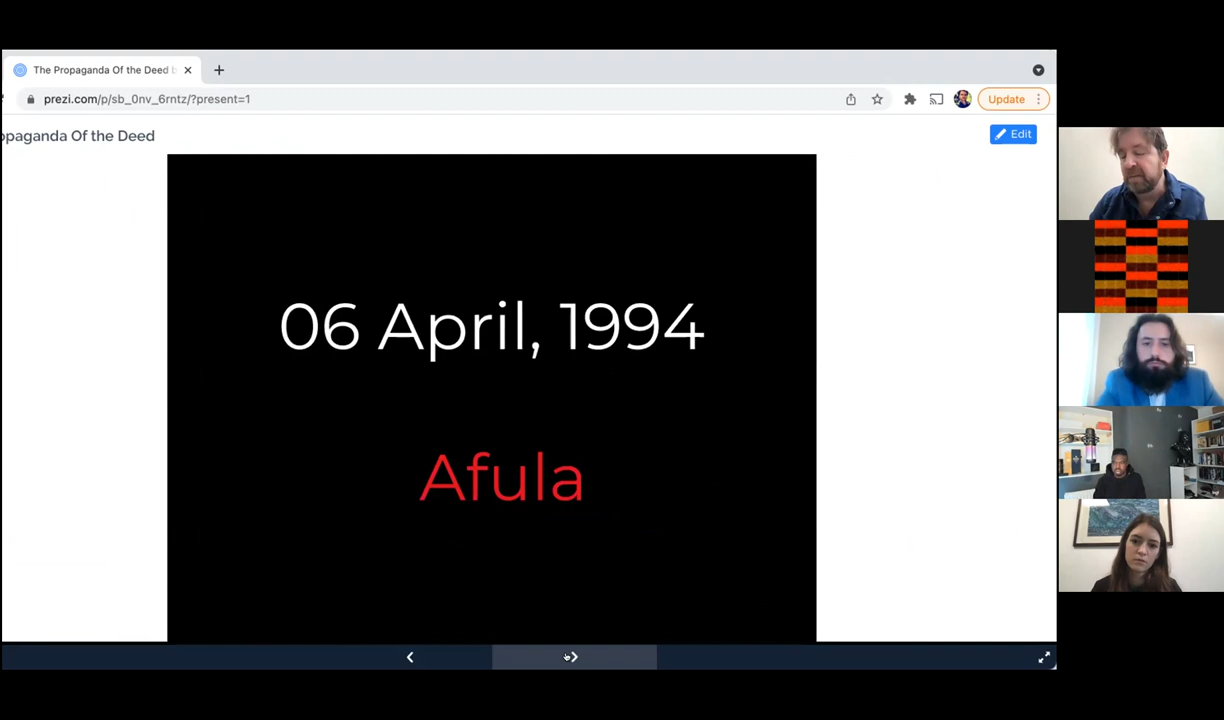 The Propaganda Of the Deed b
prezi.com/p/sb_0nv_6rntz/?present=1
Update
opaganda Of the Deed
Edit
06 April, 1994
Afula